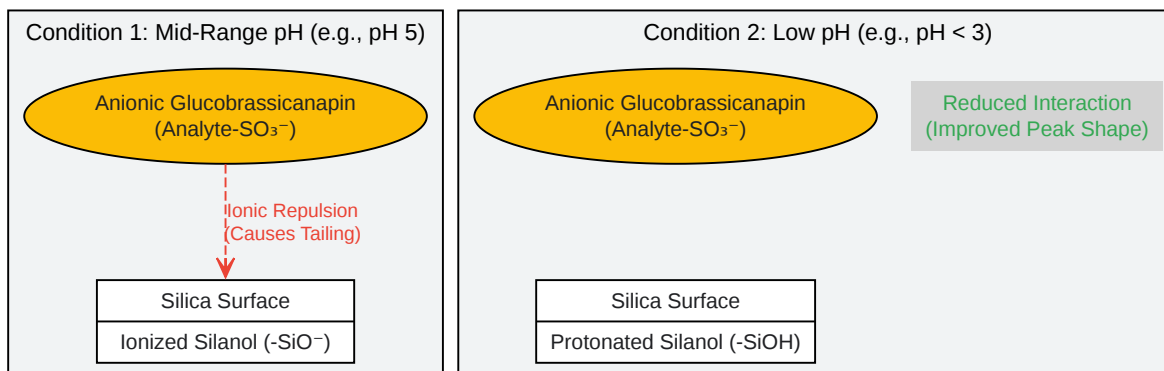 Condition 1: Mid-Range pH (e.g., pH 5)
Anionic Glucobrassicanapin
(Analyte-SO₃⁻)
Ionic Repulsion
(Causes Tailing)
Silica Surface
Ionized Silanol (-SiO⁻)
Condition 2: Low pH (e.g., pH < 3)
Anionic Glucobrassicanapin
(Analyte-SO₃⁻)
Reduced Interaction
(Improved Peak Shape)
Silica Surface
Protonated Silanol (-SiOH)